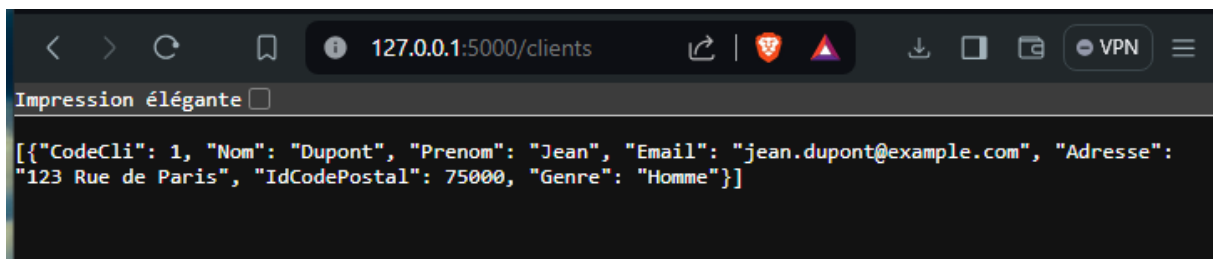 127.0.0.1:5000/clients
VPN
Impression élégante
[{"CodeCli": 1, "Nom": "Dupont", "Prenom": "Jean", "Email": "jean.dupont@example.com", "Adresse":
"123 Rue de Paris", "IdCodePostal": 75000, "Genre": "Homme"}]